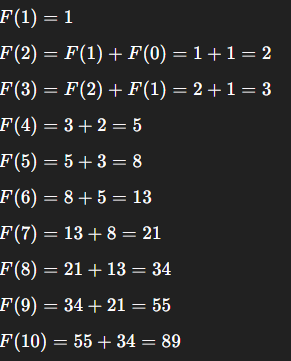 F(1) = 1
F(2) = F(1) + F(0) = 1 + 1 = 2
F(3) = F(2) + F(1) = 2 + 1 = 3
F(4) = 3 + 2 = 5
F(5) = 5 + 3 = 8
F(6) = 8 + 5 = 13
F(7) = 13 + 8 = 21
F(8) = 21 + 13 = 34
F(9) = 34 + 21 = 55
F(10) = 55 + 34 = 89